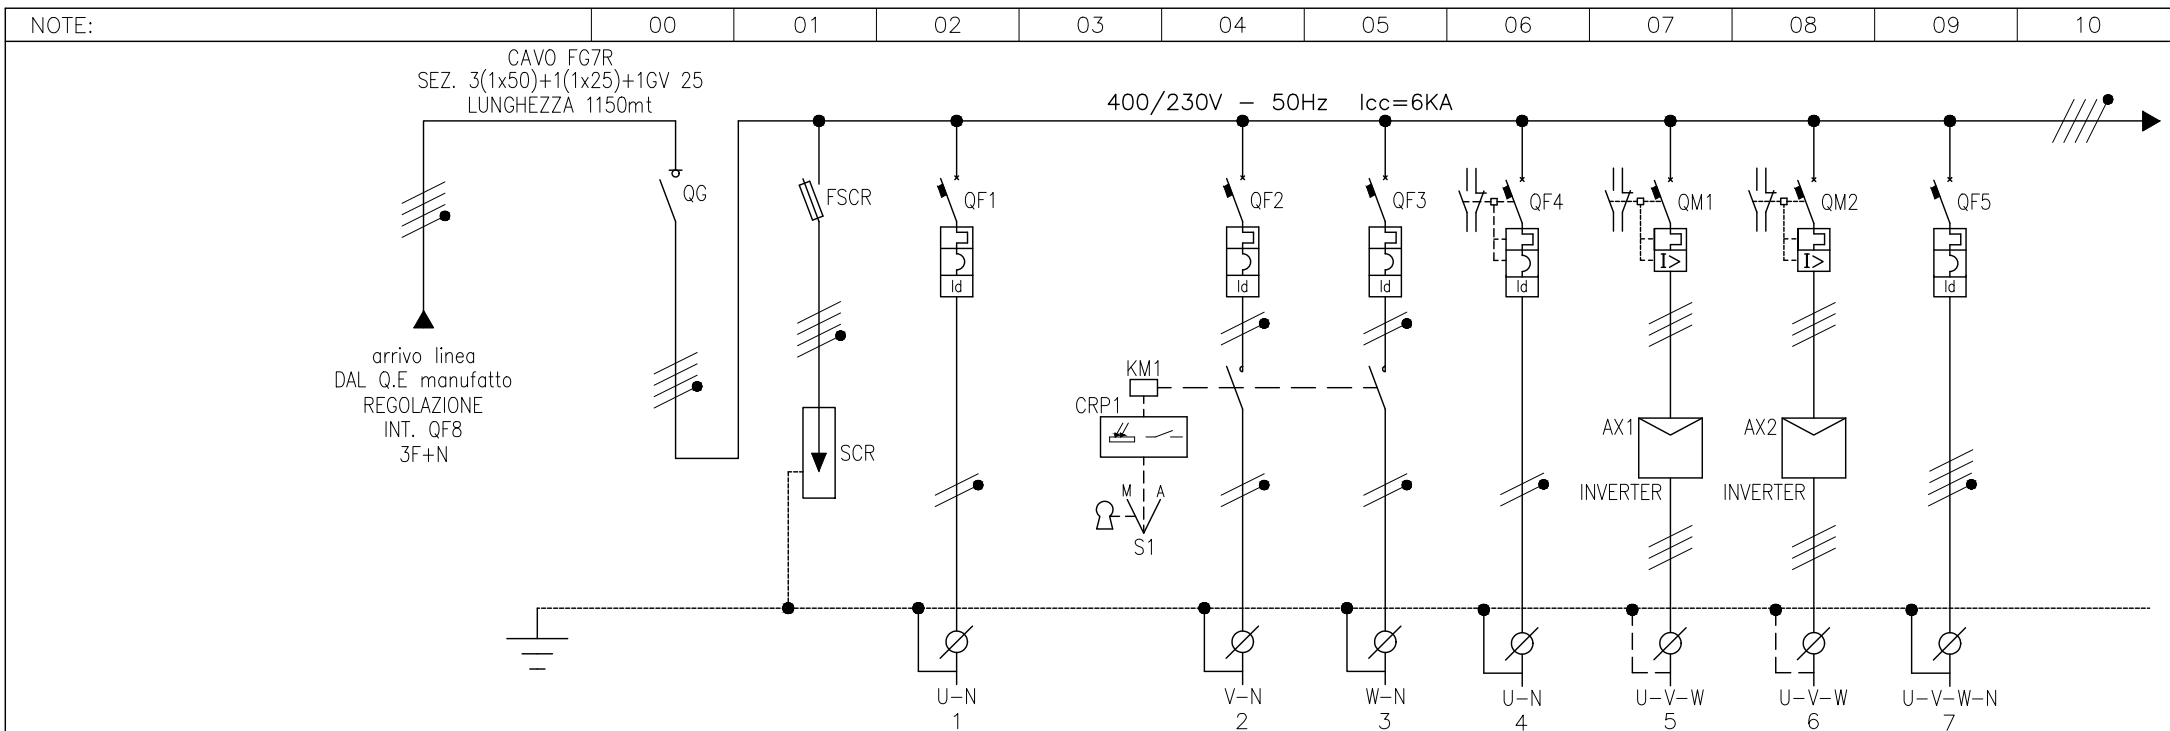 NOTE: 00 01 02 03 04 05 06 07 08 09 10
CAVO FG7R
SEZ. 3(1x50)+1(1x25)+1GV 25
LUNGHEZZA 1150mt
400/230V – 50Hz Icc=6KA
QG
FSCR
QF1
QF2
QF3
QF4
QM1
QM2
QF5
I>
I>
Id
Id
Id
Id
Id
arrivo linea
DAL Q.E manufatto
REGOLAZIONE
INT. QF8
3F+N
KM1
CRP1
SCR
AX1
AX2
M A
INVERTER
INVERTER
S1
U-N
V-N
W-N
U-N
U-V-W
U-V-W
U-V-W-N
1
2
3
4
5
6
7